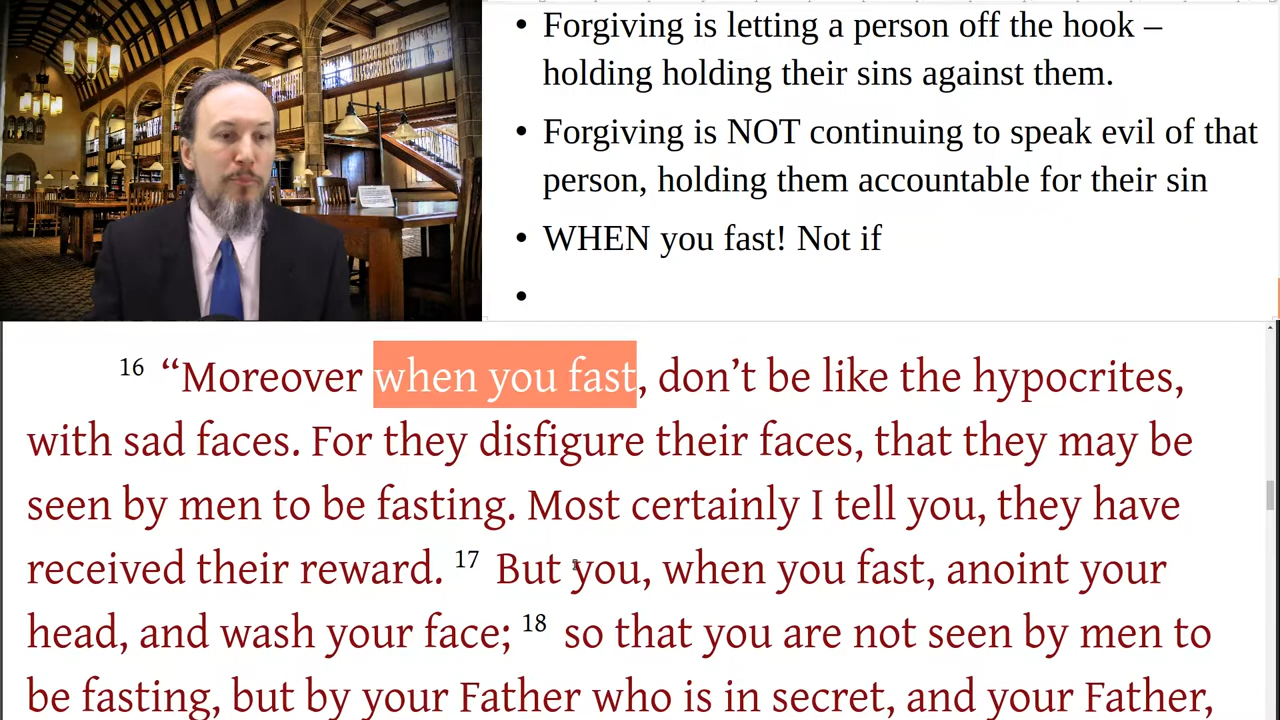 • Forgiving is letting a person off the hook –
holding holding their sins against them.
• Forgiving is NOT continuing to speak evil of that
person, holding them accountable for their sin
• WHEN you fast! Not if
•
16 “Moreover when you fast, don’t be like the hypocrites,
with sad faces. For they disfigure their faces, that they may be
seen by men to be fasting. Most certainly I tell you, they have
received their reward. 17 But you, when you fast, anoint your
head, and wash your face; 18 so that you are not seen by men to
be fasting, but by your Father who is in secret, and your Father,